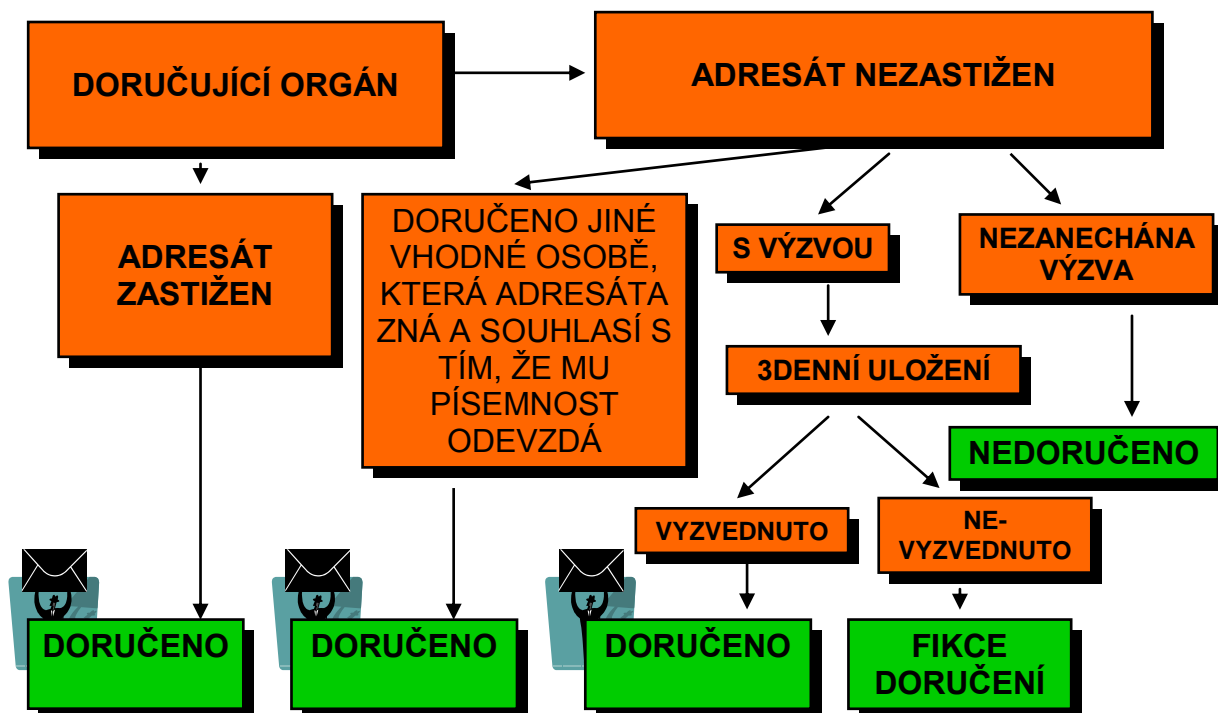 DORUČUJÍCÍ ORGÁN
ADRESÁT NEZASTIŽEN
ADRESÁT
ZASTIŽEN
DORUČENO JINÉ
VHODNÉ OSOBĚ,
KTERÁ ADRESÁTA
ZNÁ A SOUHLASÍ S
TÍM, ŽE MU
PÍSEMNOST
ODEVZDÁ
S VÝZVOU
NEZANECHÁNA
VÝZVA
3DENNÍ ULOŽENÍ
NEDORUČENO
VYZVEDNUTO
NE-
VYZVEDNUTO
DORUČENO
DORUČENO
DORUČENO
FIKCE
DORUČENÍ